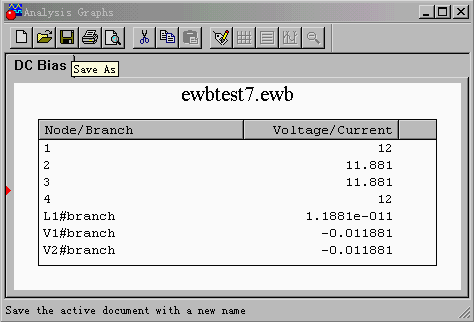 Analysis Graphs
DC Bias
Save As
ewbtest7.ewb
Node/Branch Voltage/Current
1 12
2 11.881
3 11.881
4 12
L1#branch 1.1881e-011
V1#branch -0.011881
V2#branch -0.011881
Save the active document with a new name